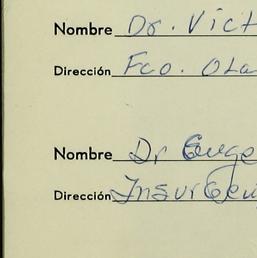 Nombre Dr. Vict
Dirección Fco. Ola
Nombre Dr Euge
Dirección Insurgen